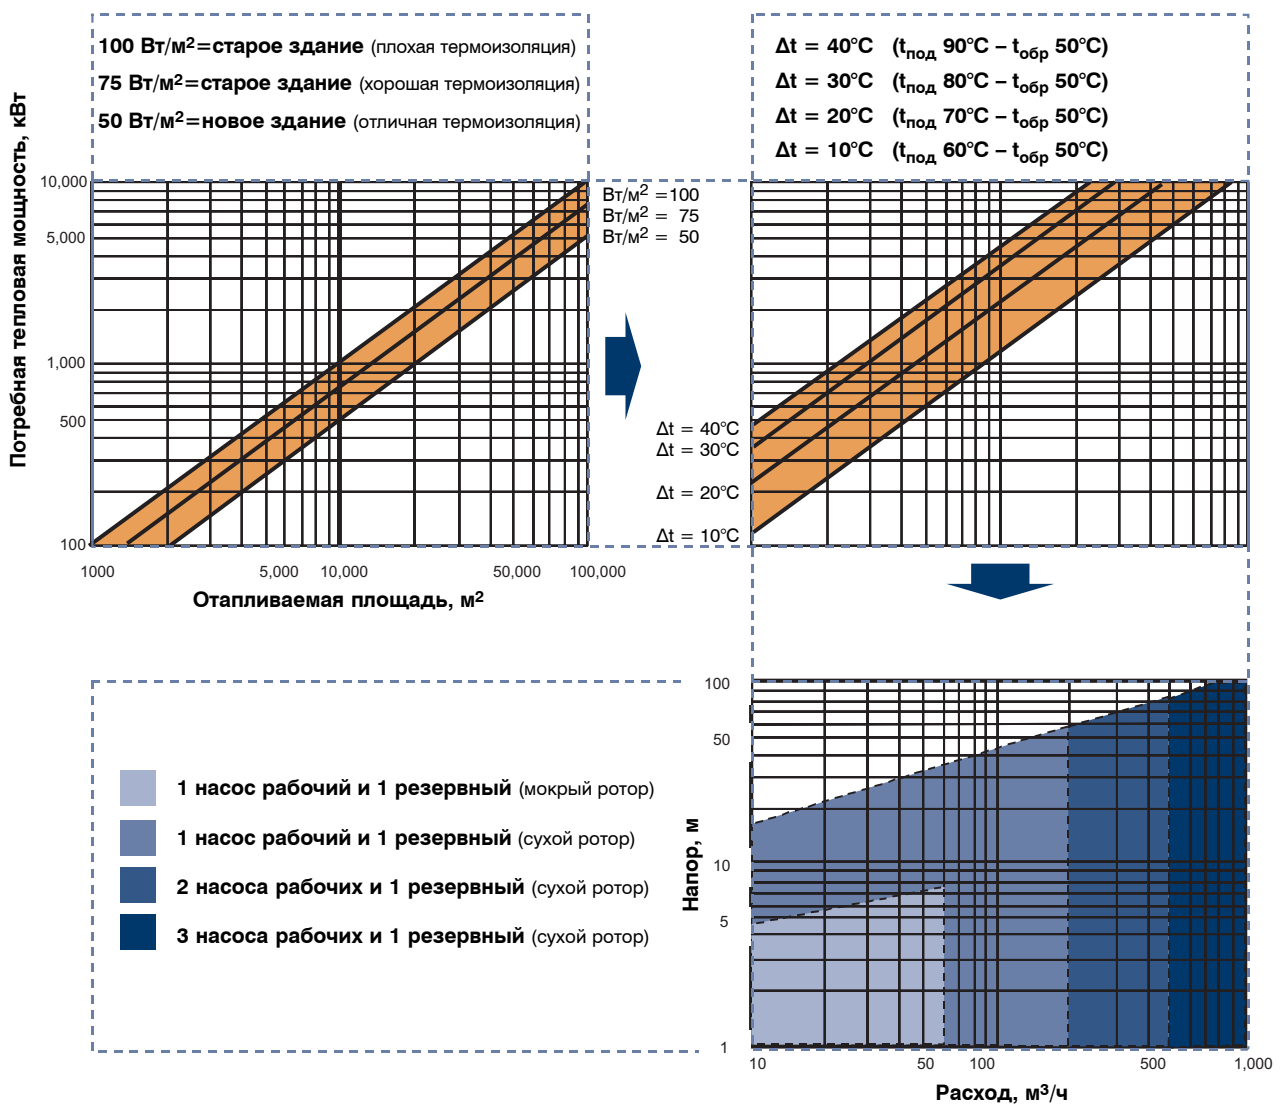 100 Вт/м²=старое здание (плохая термоизоляция)
75 Вт/м²=старое здание (хорошая термоизоляция)
50 Вт/м²=новое здание (отличная термоизоляция)
Δt = 40°C (tпод 90°C – tобр 50°C)
Δt = 30°C (tпод 80°C – tобр 50°C)
Δt = 20°C (tпод 70°C – tобр 50°C)
Δt = 10°C (tпод 60°C – tобр 50°C)
Потребная тепловая мощность, кВт
10,000
5,000
1,000
500
100
1000 5,000 10,000 50,000 100,000
Отапливаемая площадь, м²
Вт/м² =100
Вт/м² = 75
Вт/м² = 50
Δt = 40°C
Δt = 30°C
Δt = 20°C
Δt = 10°C
1 насос рабочий и 1 резервный (мокрый ротор)
1 насос рабочий и 1 резервный (сухой ротор)
2 насоса рабочих и 1 резервный (сухой ротор)
3 насоса рабочих и 1 резервный (сухой ротор)
Напор, м
100
50
10
5
1
10 50 100 500 1,000
Расход, м³/ч